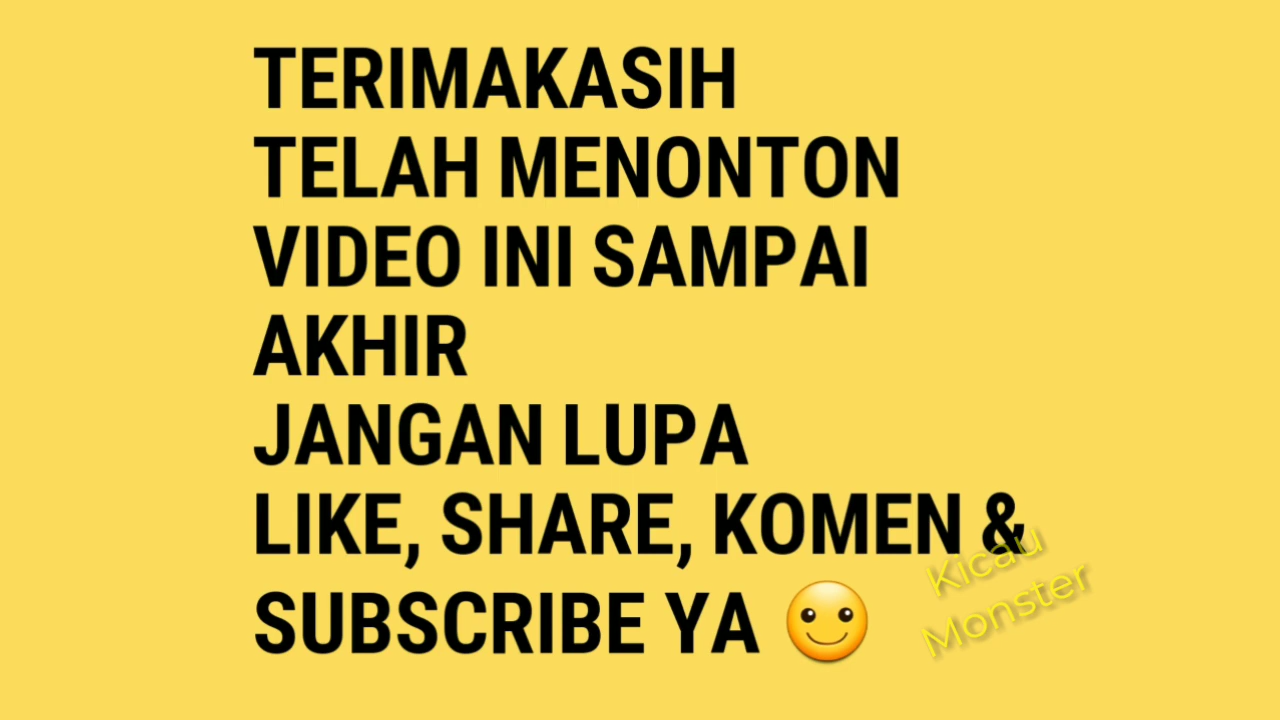 TERIMAKASIH
TELAH MENONTON
VIDEO INI SAMPAI
AKHIR
JANGAN LUPA
LIKE, SHARE, KOMEN &
SUBSCRIBE YA 🙂
Kicau
Monster